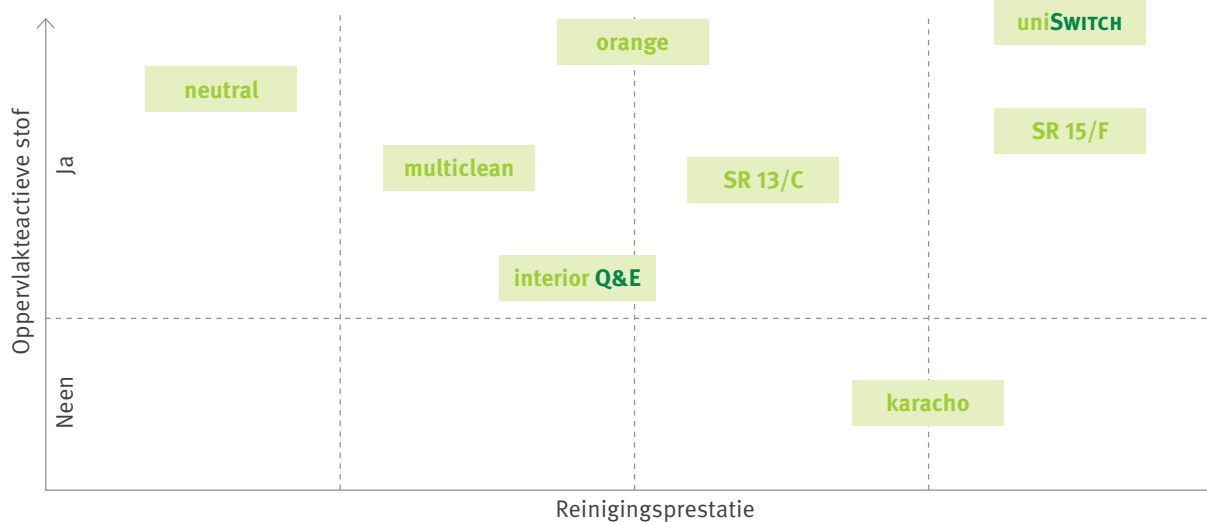 uniSWITCH
orange
neutral
SR 15/F
multiclean
SR 13/C
interior Q&E
karacho
Oppervlakteactieve stof
Ja
Neen
Reinigingsprestatie